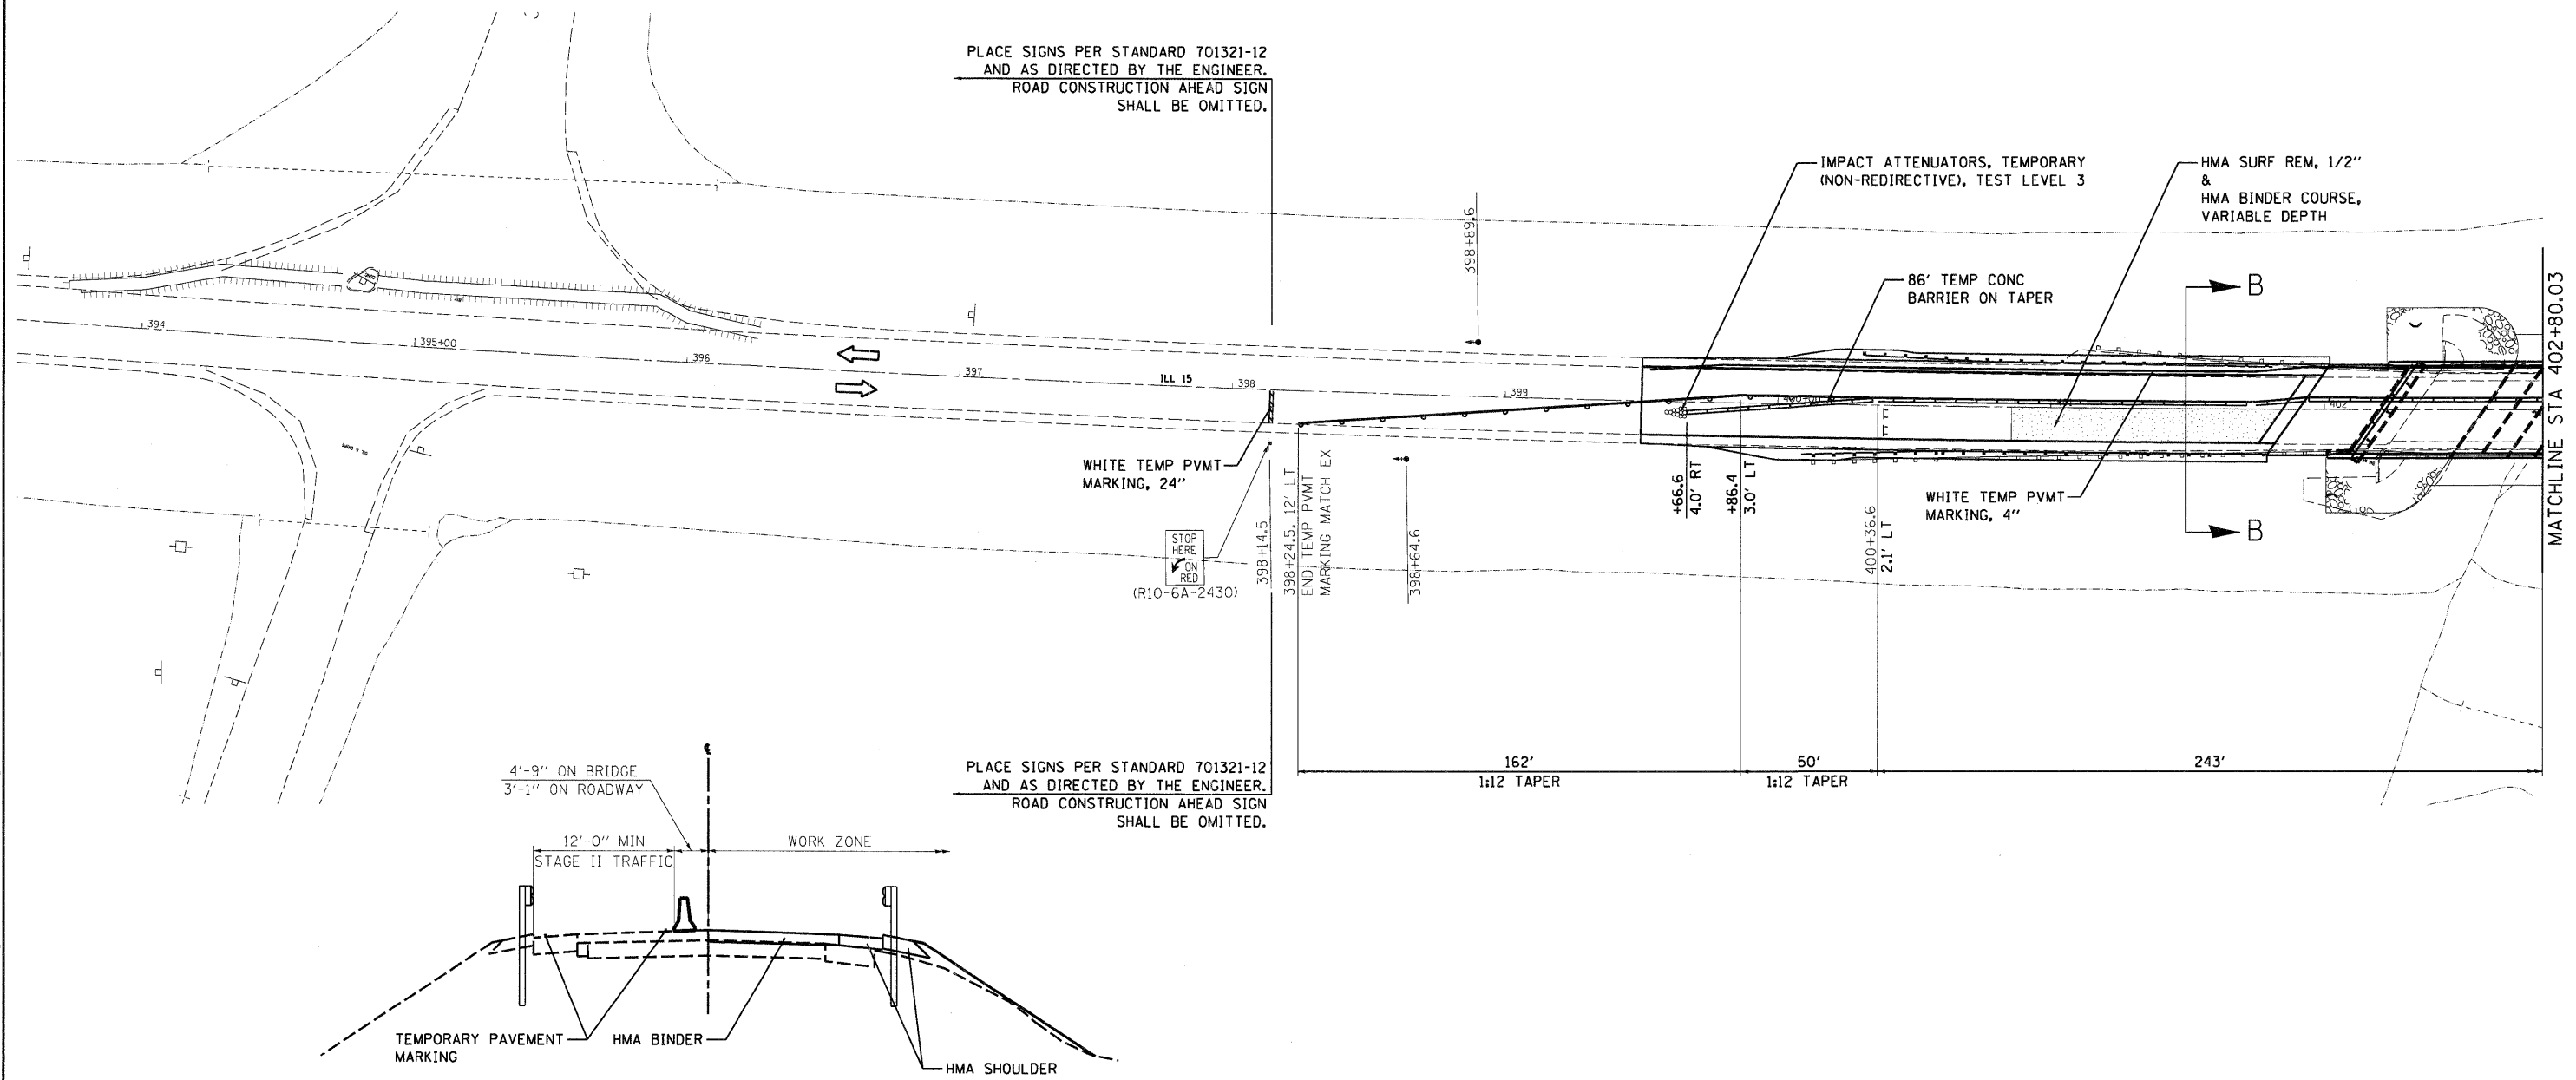 PLACE SIGNS PER STANDARD 701321-12
AND AS DIRECTED BY THE ENGINEER.
ROAD CONSTRUCTION AHEAD SIGN
SHALL BE OMITTED.
IMPACT ATTENUATORS, TEMPORARY
(NON-REDIRECTIVE), TEST LEVEL 3
HMA SURF REM, 1/2"
&
HMA BINDER COURSE,
VARIABLE DEPTH
398+89.6
86' TEMP CONC
BARRIER ON TAPER
B
MATCHLINE STA 402+80.03
394
395+00
396
397
ILL 15
398
399
402
WHITE TEMP PVMT
MARKING, 24"
STOP
HERE
ON
RED
(R10-6A-2430)
398+14.5
398+24.5, 12' LT
END TEMP PVMT
MARKING MATCH EX
398+64.6
+66.6
4.0' RT
+86.4
3.0' LT
400+36.6
2.1' LT
WHITE TEMP PVMT
MARKING, 4"
B
162'
1:12 TAPER
50'
1:12 TAPER
243'
PLACE SIGNS PER STANDARD 701321-12
AND AS DIRECTED BY THE ENGINEER.
ROAD CONSTRUCTION AHEAD SIGN
SHALL BE OMITTED.
4'-9" ON BRIDGE
3'-1" ON ROADWAY
12'-0" MIN
STAGE II TRAFFIC
WORK ZONE
TEMPORARY PAVEMENT
MARKING
HMA BINDER
HMA SHOULDER